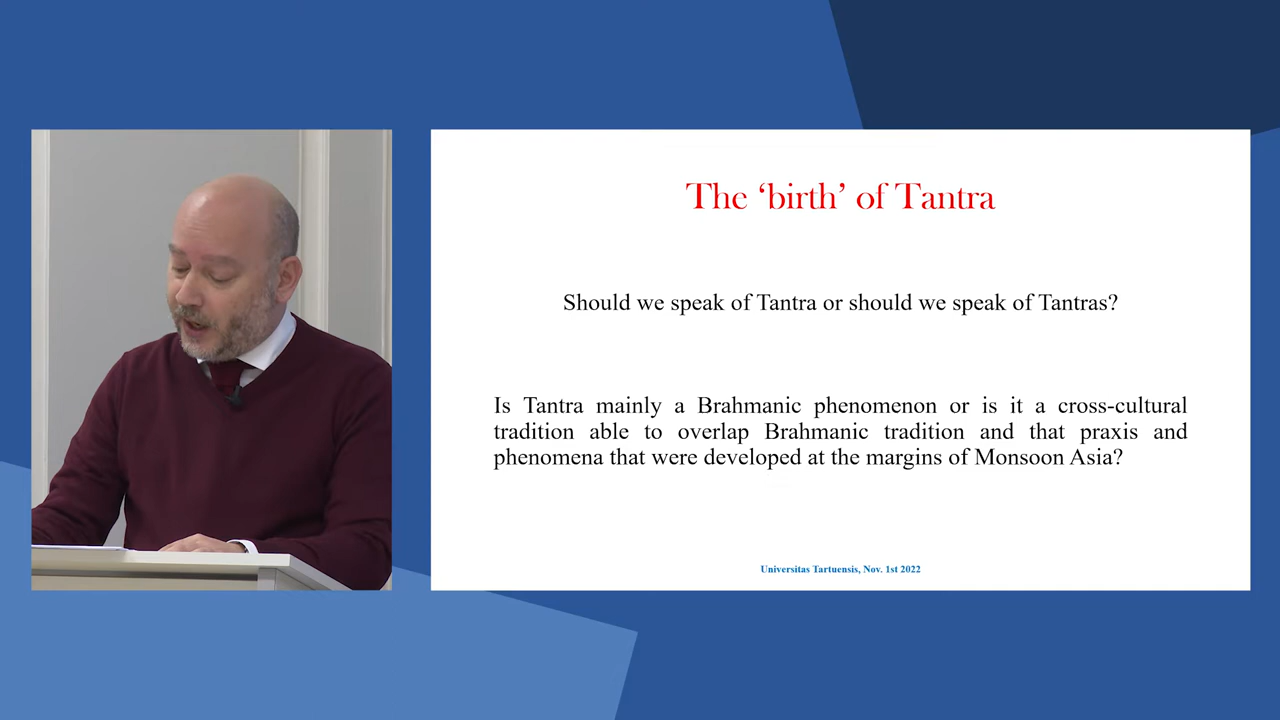 The ‘birth’ of Tantra
Should we speak of Tantra or should we speak of Tantras?
Is Tantra mainly a Brahmanic phenomenon or is it a cross-cultural
tradition able to overlap Brahmanic tradition and that praxis and
phenomena that were developed at the margins of Monsoon Asia?
Universitas Tartuensis, Nov. 1st 2022